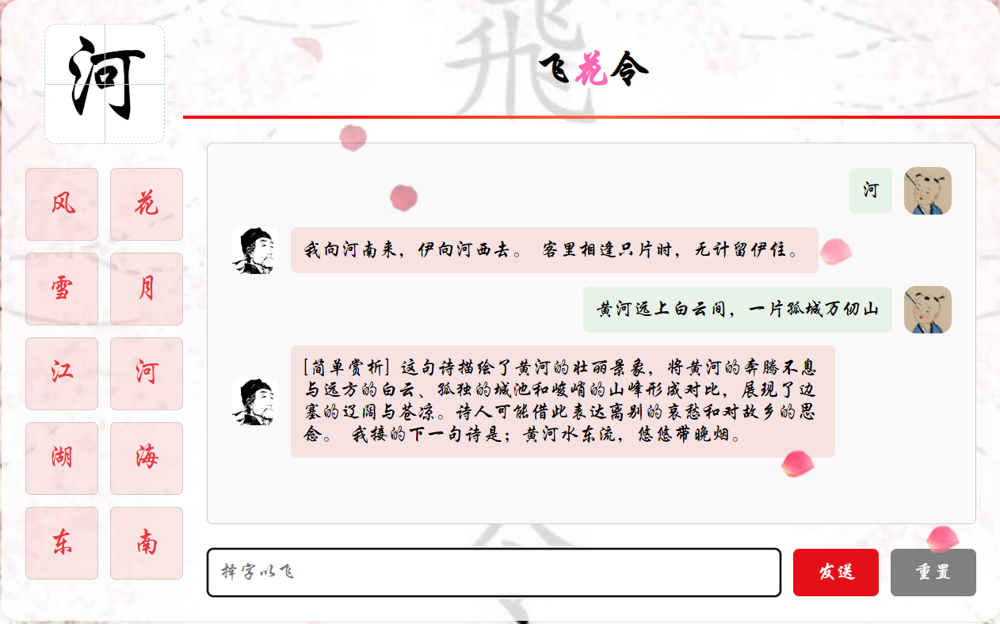 飛
河
飞花令
风 花
雪 月
江 河
湖 海
东 南
河
我向河南来，伊向河西去。 客里相逢只片时，无计留伊住。
黄河远上白云间，一片孤城万仞山
[简单赏析] 这句诗描绘了黄河的壮丽景象，将黄河的奔腾不息
与远方的白云、孤独的城池和峻峭的山峰形成对比，展现了边
塞的辽阔与苍凉。诗人可能借此表达离别的哀愁和对故乡的思
念。 我接的下一句诗是：黄河水东流，悠悠带晚烟。
令
择字以飞
发送
重置